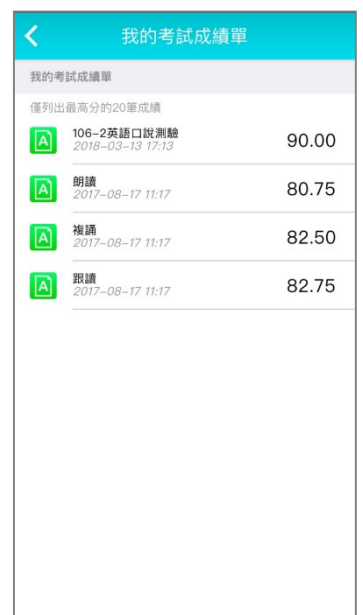 我的考試成績單
我的考試成績單
僅列出最高分的20筆成績
106-2英語口說測驗
2018-03-13 17:13
90.00
朗讀
2017-08-17 11:17
80.75
複誦
2017-08-17 11:17
82.50
跟讀
2017-08-17 11:17
82.75